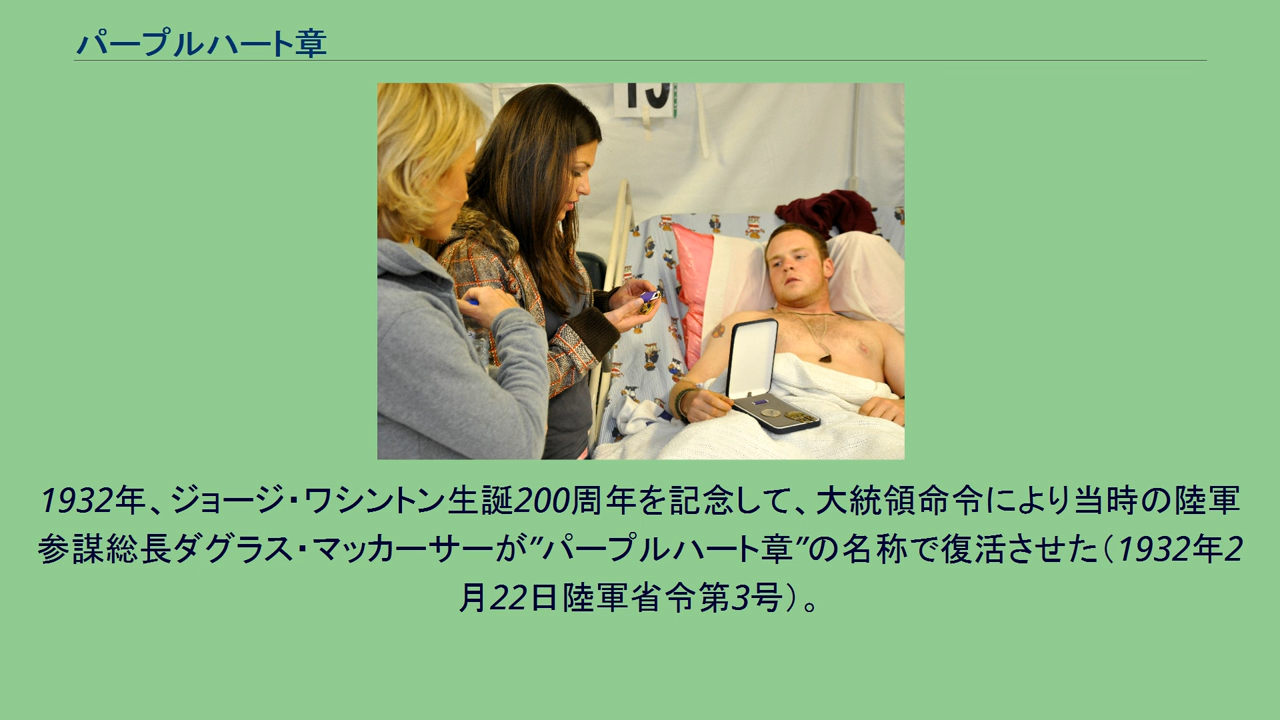 パープルハート章
15
1932年、ジョージ・ワシントン生誕200周年を記念して、大統領命令により当時の陸軍
参謀総長ダグラス・マッカーサーが”パープルハート章”の名称で復活させた（1932年2
月22日陸軍省令第3号）。